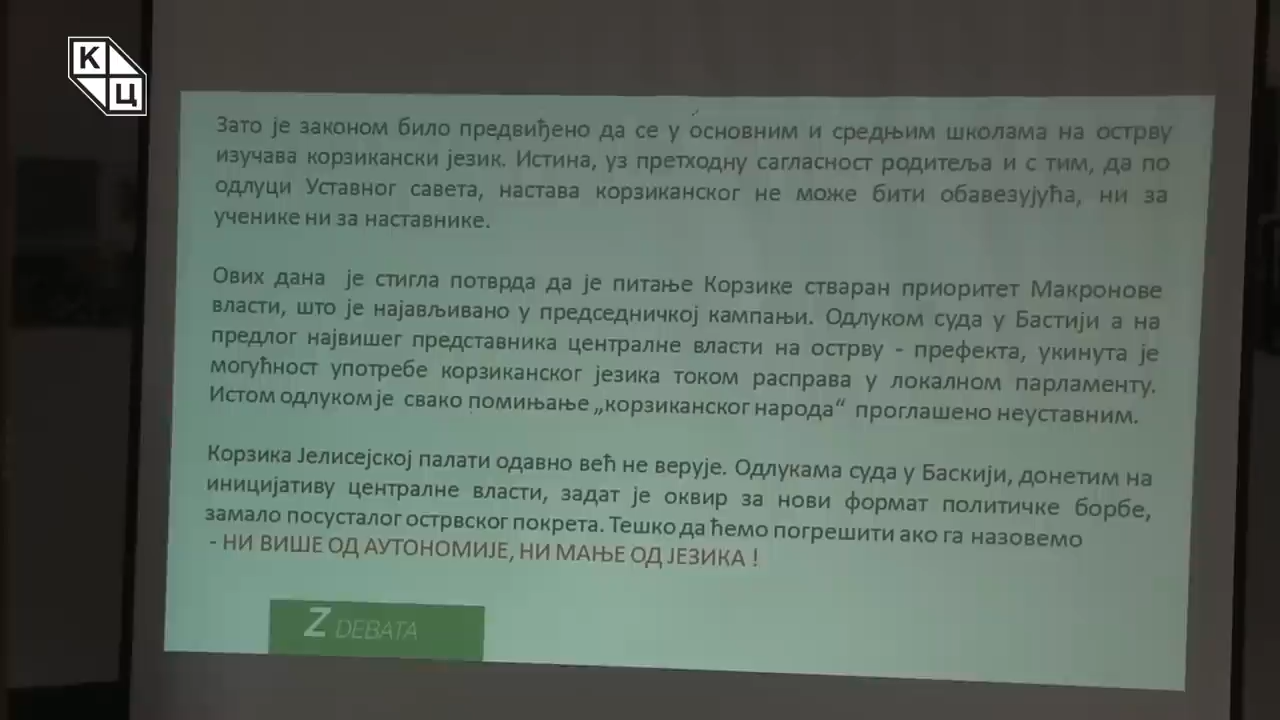 К
Ц
Зато је законом било предвиђено да се у основним и средњим школама на острву
изучава корзикански језик. Истина, уз претходну сагласност родитеља и с тим, да по
одлуци Уставног савета, настава корзиканског не може бити обавезујућа, ни за
ученике ни за наставнике.
Ових дана је стигла потврда да је питање Корзике стваран приоритет Макронове
власти, што је најављивано у председничкој кампањи. Одлуком суда у Бастији а на
предлог највишег представника централне власти на острву - префекта, укинута је
могућност употребе корзиканског језика током расправа у локалном парламенту.
Истом одлуком је свако помињање „корзиканског народа“ проглашено неуставним.
Корзика Јелисејској палати одавно већ не верује. Одлукама суда у Баскији, донетим на
иницијативу централне власти, задат је оквир за нови формат политичке борбе,
замало посусталог острвског покрета. Тешко да ћемо погрешити ако га назовемо
- НИ ВИШЕ ОД АУТОНОМИЈЕ, НИ МАЊЕ ОД ЈЕЗИКА !
Z DEBATA